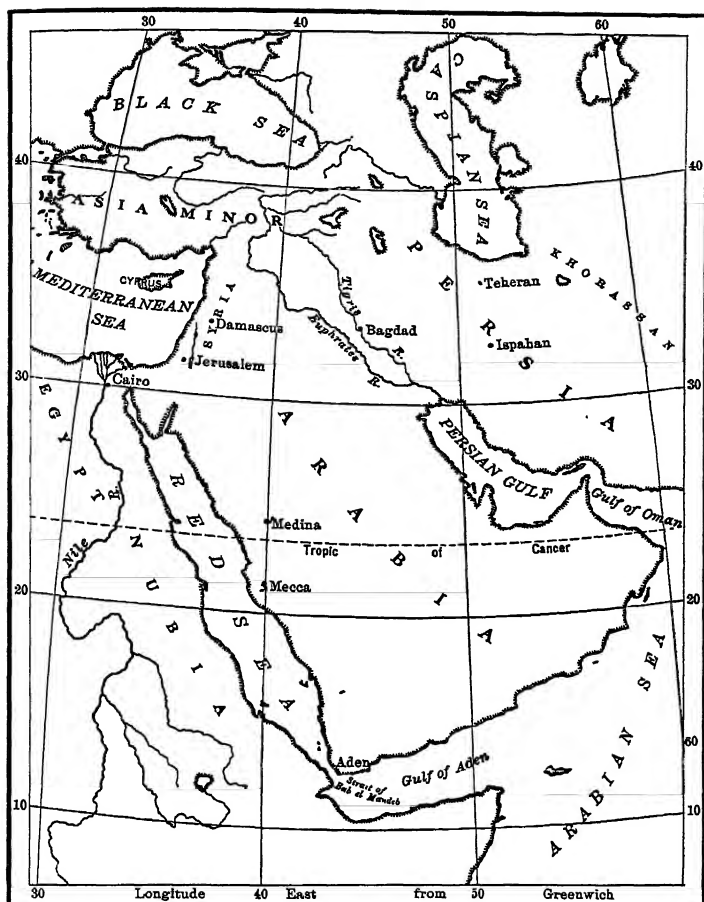 30 40 50 60
BLACK SEA
CASPIAN SEA
40 40
ASIA MINOR
PERSIA
KHORASSAN
CYPRUS
Teheran
MEDITERRANEAN
SEA
SYRIA
Tigris R.
Damascus
Bagdad
Euphrates R.
Ispahan
Jerusalem
30 Cairo 30
EGYPT
ARABIA
PERSIAN GULF
Gulf of Oman
RED SEA
Nile R.
Medina
Tropic of Cancer
NUBIA
Mecca
20 20
ARABIAN SEA
Aden
Gulf of Aden
60
Strait of
Bab el Mandeb
10 10
30 40 50
Longitude East from Greenwich